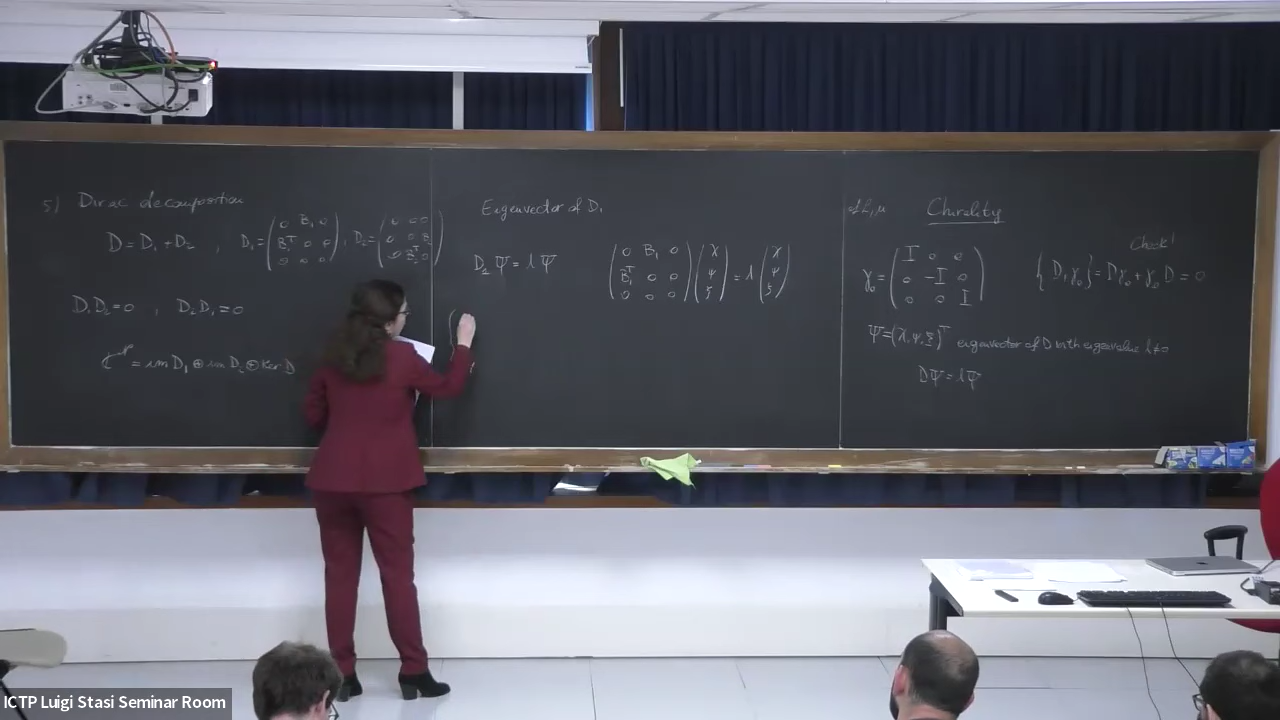 5) Dirac decomposition
D = D₁ + D₂ , D₁ = ( 0 B₁ 0 / B₁ᵀ 0 0 / 0 0 0 ) , D₂ = ( 0 0 0 / 0 0 B₂ / 0 B₂ᵀ 0 )
D₁D₂ = 0 , D₂D₁ = 0
= im D₁ ⊕ im D₂ ⊕ Ker D
Eigenvector of D₁
Ψ = λ Ψ ( 0 B₁ 0 / B₁ᵀ 0 0 / 0 0 0 ) ( χ / ψ / ξ ) = λ ( χ / ψ / ξ )
Chirality
Check!
γ₀ = ( I 0 0 / 0 -I 0 / 0 0 I ) { D, γ₀ } = Dγ₀ + γ₀ D = 0
Ψ = (χ, ψ, ξ)ᵀ eigenvector of D with eigenvalue λ ≠ 0
DΨ = λΨ
ICTP Luigi Stasi Seminar Room